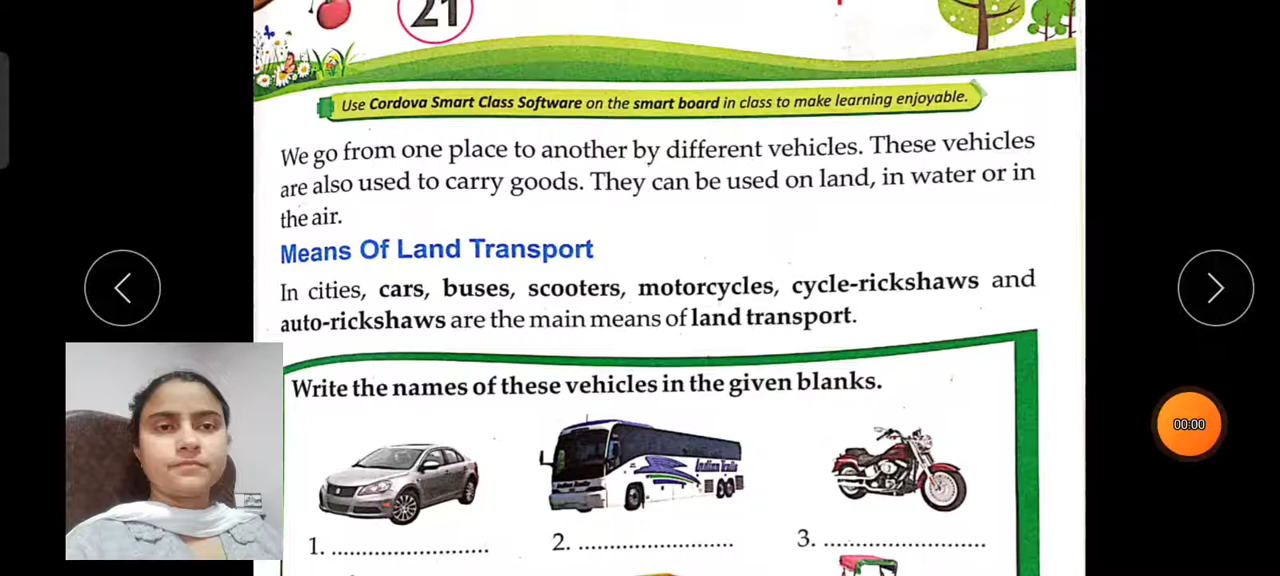 21
Use Cordova Smart Class Software on the smart board in class to make learning enjoyable.
We go from one place to another by different vehicles. These vehicles
are also used to carry goods. They can be used on land, in water or in
the air.
Means Of Land Transport
In cities, cars, buses, scooters, motorcycles, cycle-rickshaws and
auto-rickshaws are the main means of land transport.
Write the names of these vehicles in the given blanks.
1. ..........................
2. ..........................
3. ..........................
00:00